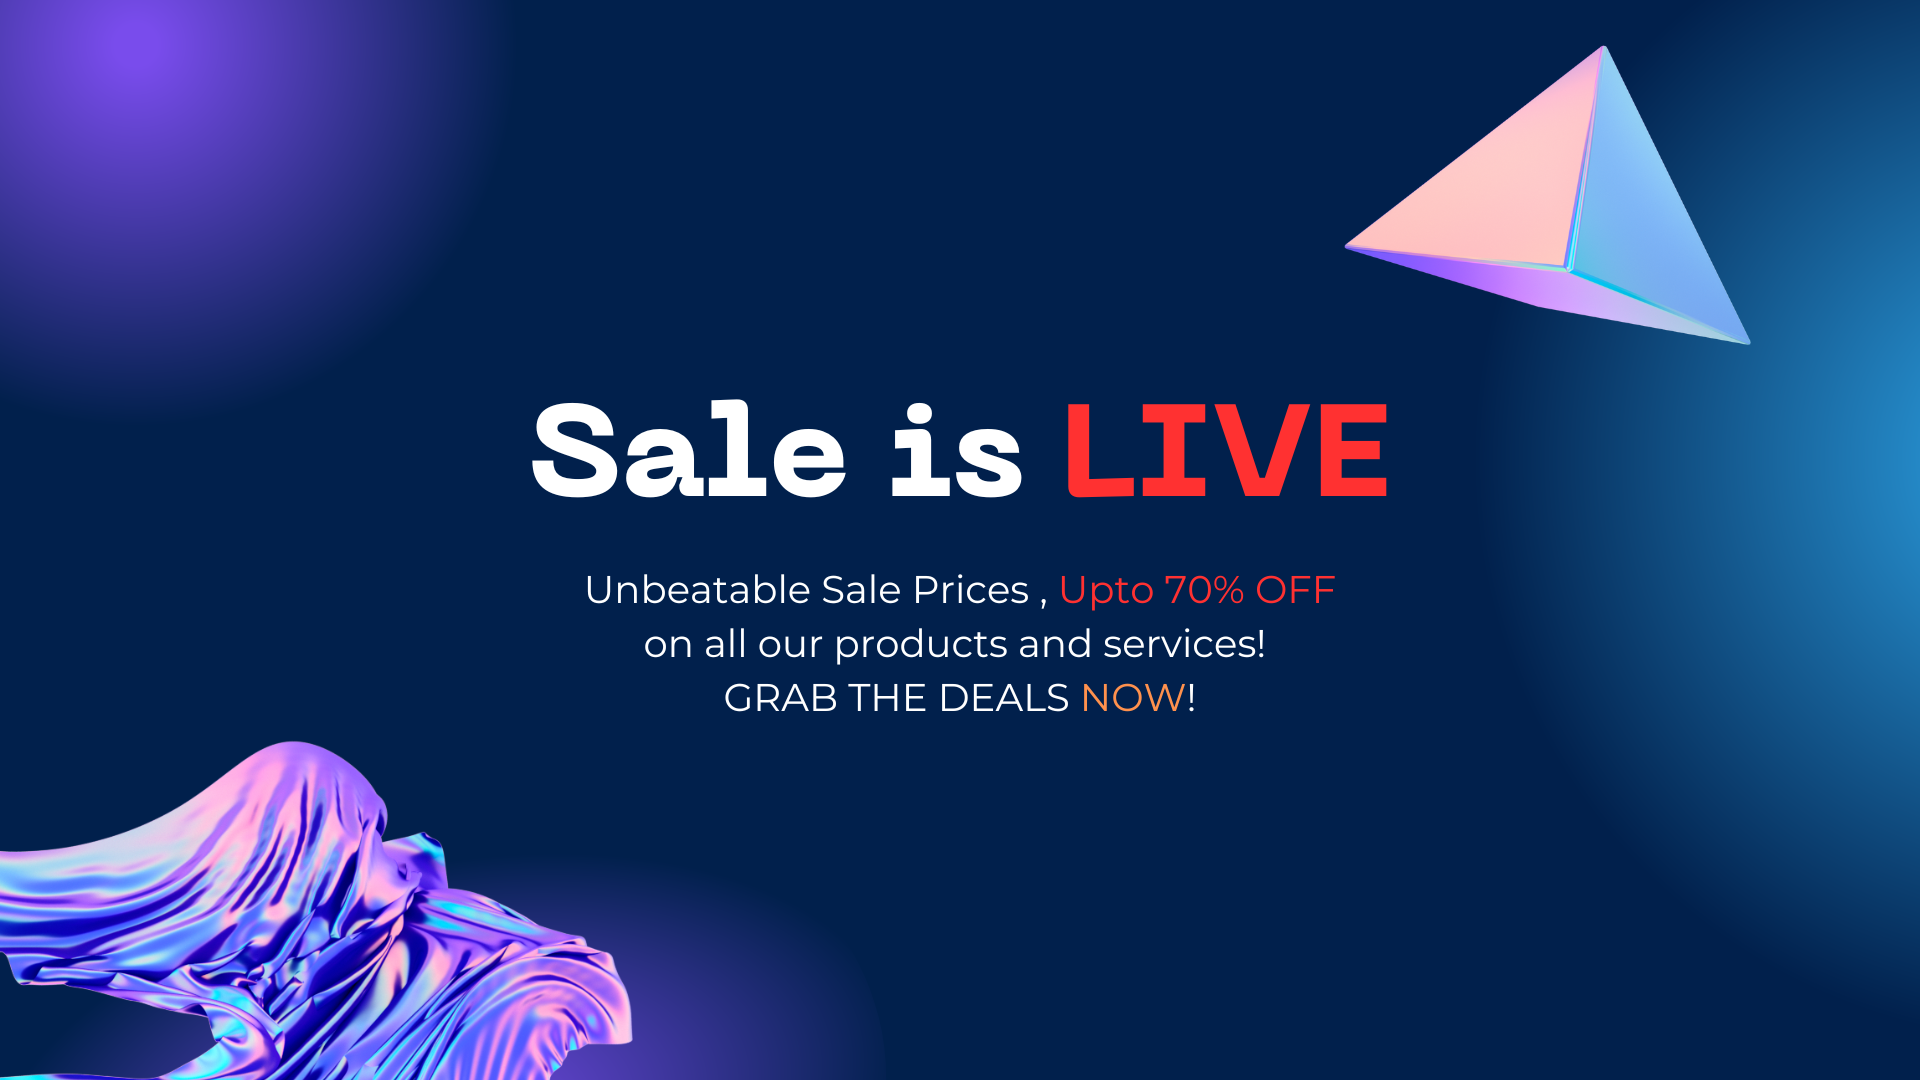 Sale is LIVE
Unbeatable Sale Prices , Upto 70% OFF
on all our products and services!
GRAB THE DEALS NOW!